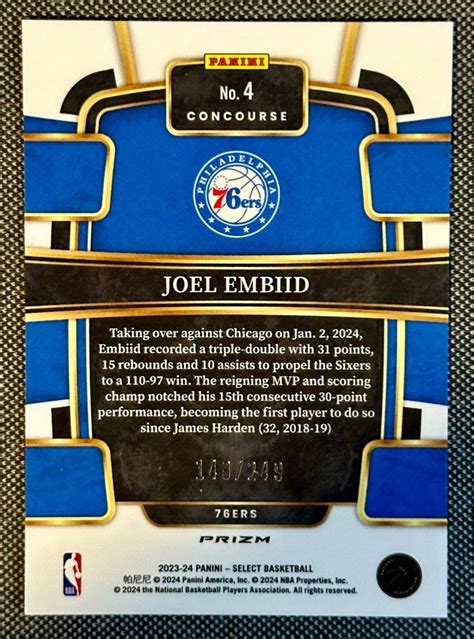 PANINI
No. 4
CONCOURSE
PHILADELPHIA
76ers
JOEL EMBIID
Taking over against Chicago on Jan. 2, 2024,
Embiid recorded a triple-double with 31 points,
15 rebounds and 10 assists to propel the Sixers
to a 110-97 win. The reigning MVP and scoring
champ notched his 15th consecutive 30-point
performance, becoming the first player to do so
since James Harden (32, 2018-19)
149/249
76ERS
PRIZM
2023-24 PANINI – SELECT BASKETBALL
帕尼尼 © 2024 Panini America, Inc. © 2024 NBA Properties, Inc.
© 2024 the National Basketball Players Association. All rights reserved.
NBA